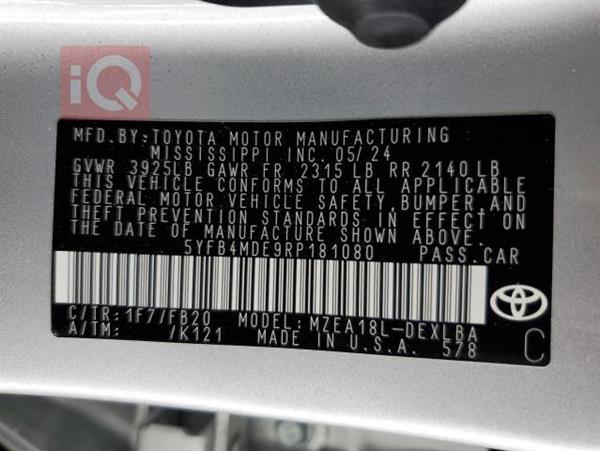 iQ
MFD.BY:TOYOTA MOTOR MANUFACTURING
MISSISSIPPI INC. 05/24
GVWR 3925LB GAWR FR 2315 LB RR 2140 LB
THIS VEHICLE CONFORMS TO ALL APPLICABLE
FEDERAL MOTOR VEHICLE SAFETY, BUMPER AND
THEFT PREVENTION STANDARDS IN EFFECT ON
THE DATE OF MANUFACTURE SHOWN ABOVE.
5YFB4MDE9RP181080 PASS.CAR
C/TR: 1F7/FB20 MODEL: MZEA18L-DEXLBA
A/TM: /K121 MADE IN U.S.A. 578 C